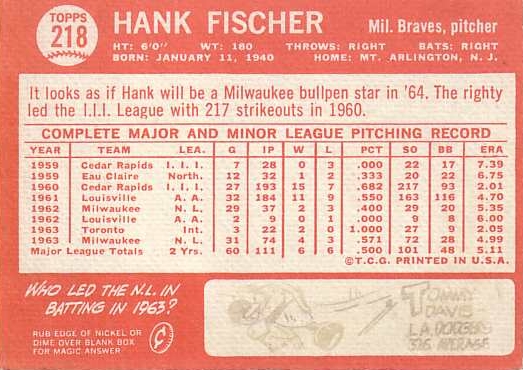 TOPPS
218
HANK FISCHER
Mil. Braves, pitcher
HT: 6'0" WT: 180 THROWS: RIGHT BATS: RIGHT
BORN: JANUARY 11, 1940 HOME: MT. ARLINGTON, N. J.
It looks as if Hank will be a Milwaukee bullpen star in '64. The righty
led the I.I.I. League with 217 strikeouts in 1960.
COMPLETE MAJOR AND MINOR LEAGUE PITCHING RECORD
YEAR TEAM LEA. G IP W L PCT SO BB ERA
1959 Cedar Rapids I. I. I. 7 28 0 3 .000 22 17 7.39
1959 Eau Claire North. 12 32 1 2 .333 20 22 6.75
1960 Cedar Rapids I. I. I. 27 193 15 7 .682 217 93 2.01
1961 Louisville A. A. 32 184 11 9 .550 163 116 4.70
1962 Milwaukee N. L. 29 37 2 3 .400 29 20 5.35
1962 Louisville A. A. 2 9 0 1 .000 9 8 6.00
1963 Toronto Int. 3 22 2 0 1.000 27 9 2.05
1963 Milwaukee N. L. 31 74 4 3 .571 72 28 4.99
Major League Totals 2 Yrs. 60 111 6 6 .500 101 48 5.11
©T.C.G. PRINTED IN U.S.A.
WHO LED THE N.L. IN
BATTING IN 1963?
RUB EDGE OF NICKEL OR
DIME OVER BLANK BOX
FOR MAGIC ANSWER
TOMMY
DAVIS
L.A. DODGERS
.326 AVERAGE